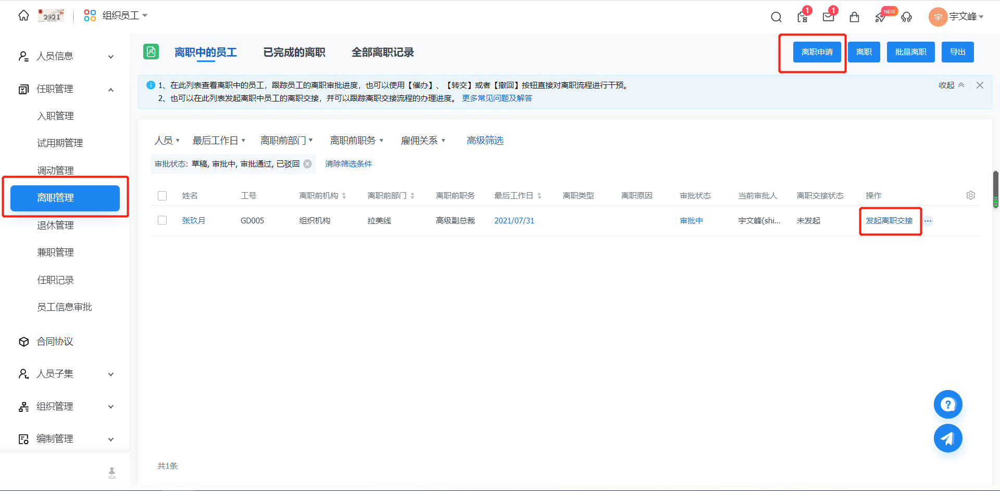 2021 组织员工
1 1 NEW 宇 宇文峰
人员信息
任职管理
入职管理
试用期管理
调动管理
离职管理
退休管理
兼职管理
任职记录
员工信息审批
合同协议
人员子集
组织管理
编制管理
离职中的员工 已完成的离职 全部离职记录
离职申请 离职 批量离职 导出
1、在此列表查看离职中的员工，跟踪员工的离职审批进度，也可以使用【催办】、【转交】或者【撤回】按钮直接对离职流程进行干预。
收起
2、也可以在此列表发起离职中员工的离职交接，并可以跟踪离职交接流程的办理进度。 更多常见问题及解答
人员 最后工作日 离职前部门 离职前职务 雇佣关系 高级筛选
审批状态: 草稿, 审批中, 审批通过, 已驳回 清除筛选条件
姓名 工号 离职前机构 离职前部门 离职前职务 最后工作日 离职类型 离职原因 审批状态 当前审批人 离职交接状态 操作
张玖月 GD005 组织机构 拉美线 高级副总裁 2021/07/31 审批中 宇文峰(shi... 未发起 发起离职交接 ...
共1条